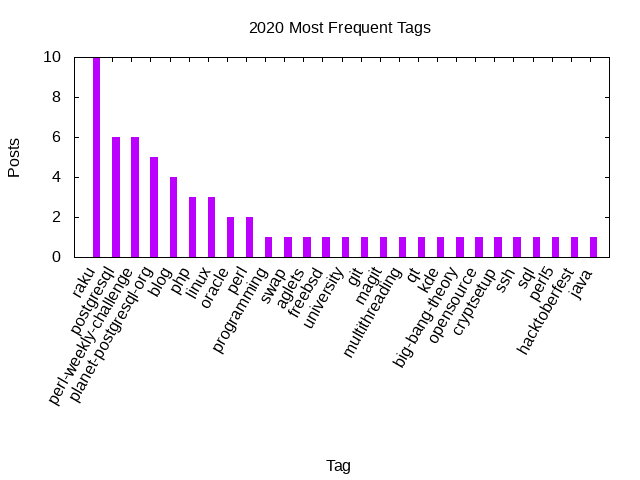 2020 Most Frequent Tags
Posts
10
8
6
4
2
0
raku
postgresql
perl-weekly-challenge
planet-postgresql-org
blog
php
linux
oracle
perl
programming
swap
aglets
freebsd
university
git
magit
multithreading
qt
kde
big-bang-theory
opensource
cryptsetup
ssh
sql
perl5
hacktoberfest
java
Tag